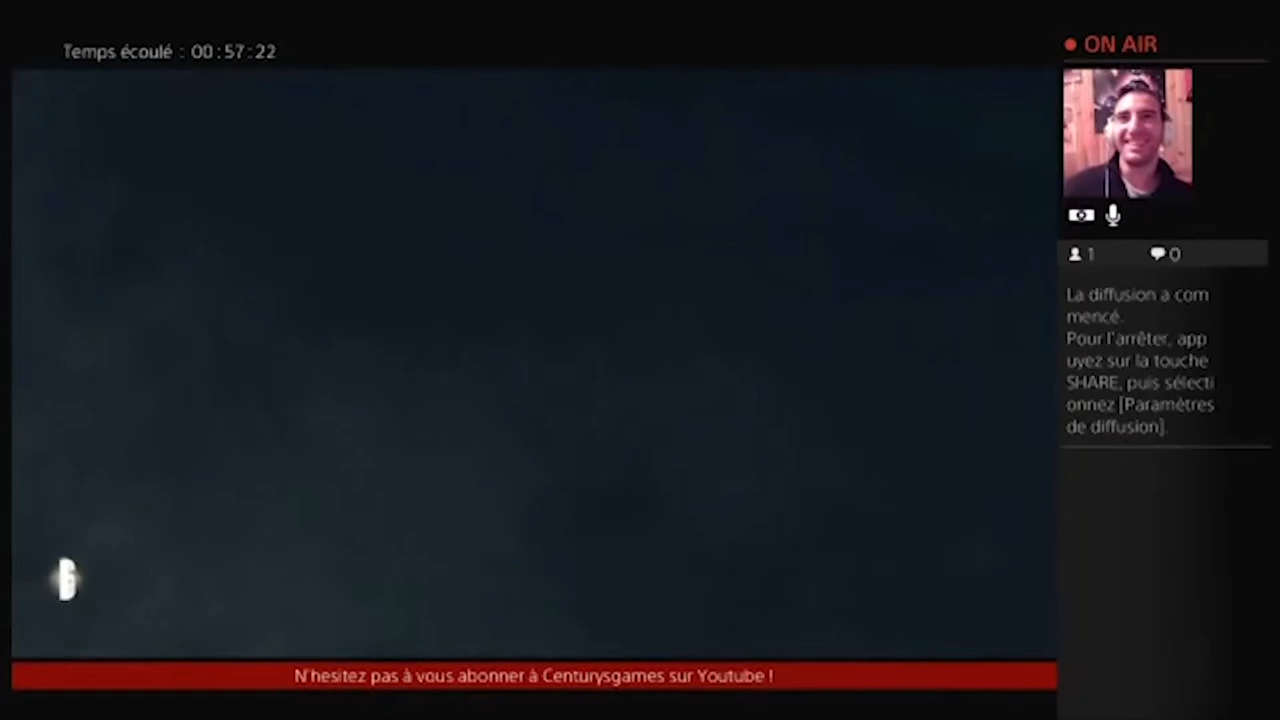 Temps écoulé : 00:57:22
ON AIR
1 0
La diffusion a com
mencé.
Pour l'arrêter, app
uyez sur la touche
SHARE, puis sélecti
onnez [Paramètres
de diffusion].
N'hesitez pas à vous abonner à Centurysgames sur Youtube !